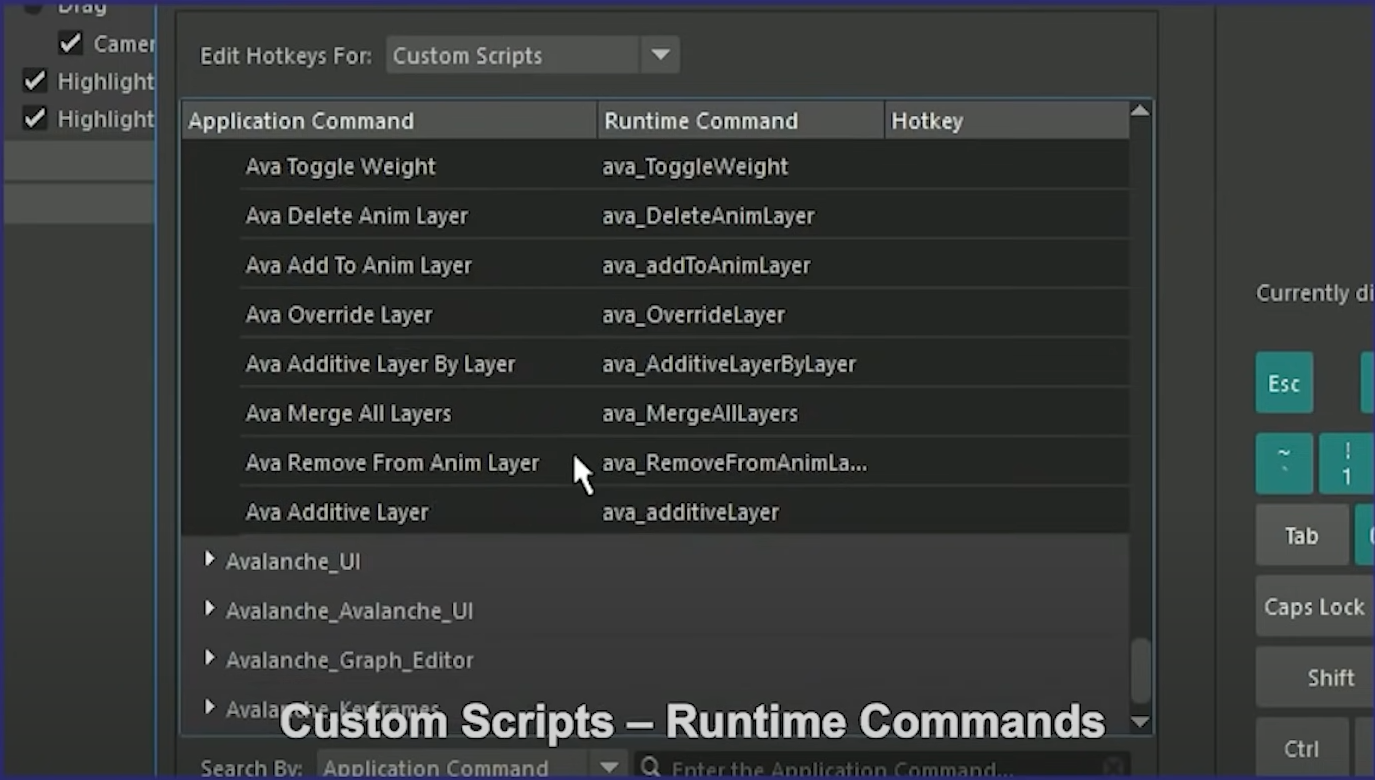 Drag
Camer
Highlight
Highlight
Edit Hotkeys For: Custom Scripts
Application Command Runtime Command Hotkey
Ava Toggle Weight ava_ToggleWeight
Ava Delete Anim Layer ava_DeleteAnimLayer
Ava Add To Anim Layer ava_addToAnimLayer
Ava Override Layer ava_OverrideLayer
Ava Additive Layer By Layer ava_AdditiveLayerByLayer
Ava Merge All Layers ava_MergeAllLayers
Ava Remove From Anim Layer ava_RemoveFromAnimLa...
Ava Additive Layer ava_additiveLayer
Avalanche_UI
Avalanche_Avalanche_UI
Avalanche_Graph_Editor
Avalanche_Keyframes
Custom Scripts – Runtime Commands
Search By: Application Command Enter the Application Command...
Currently di
Esc
~ !
` 1
Tab
Caps Lock
Shift
Ctrl